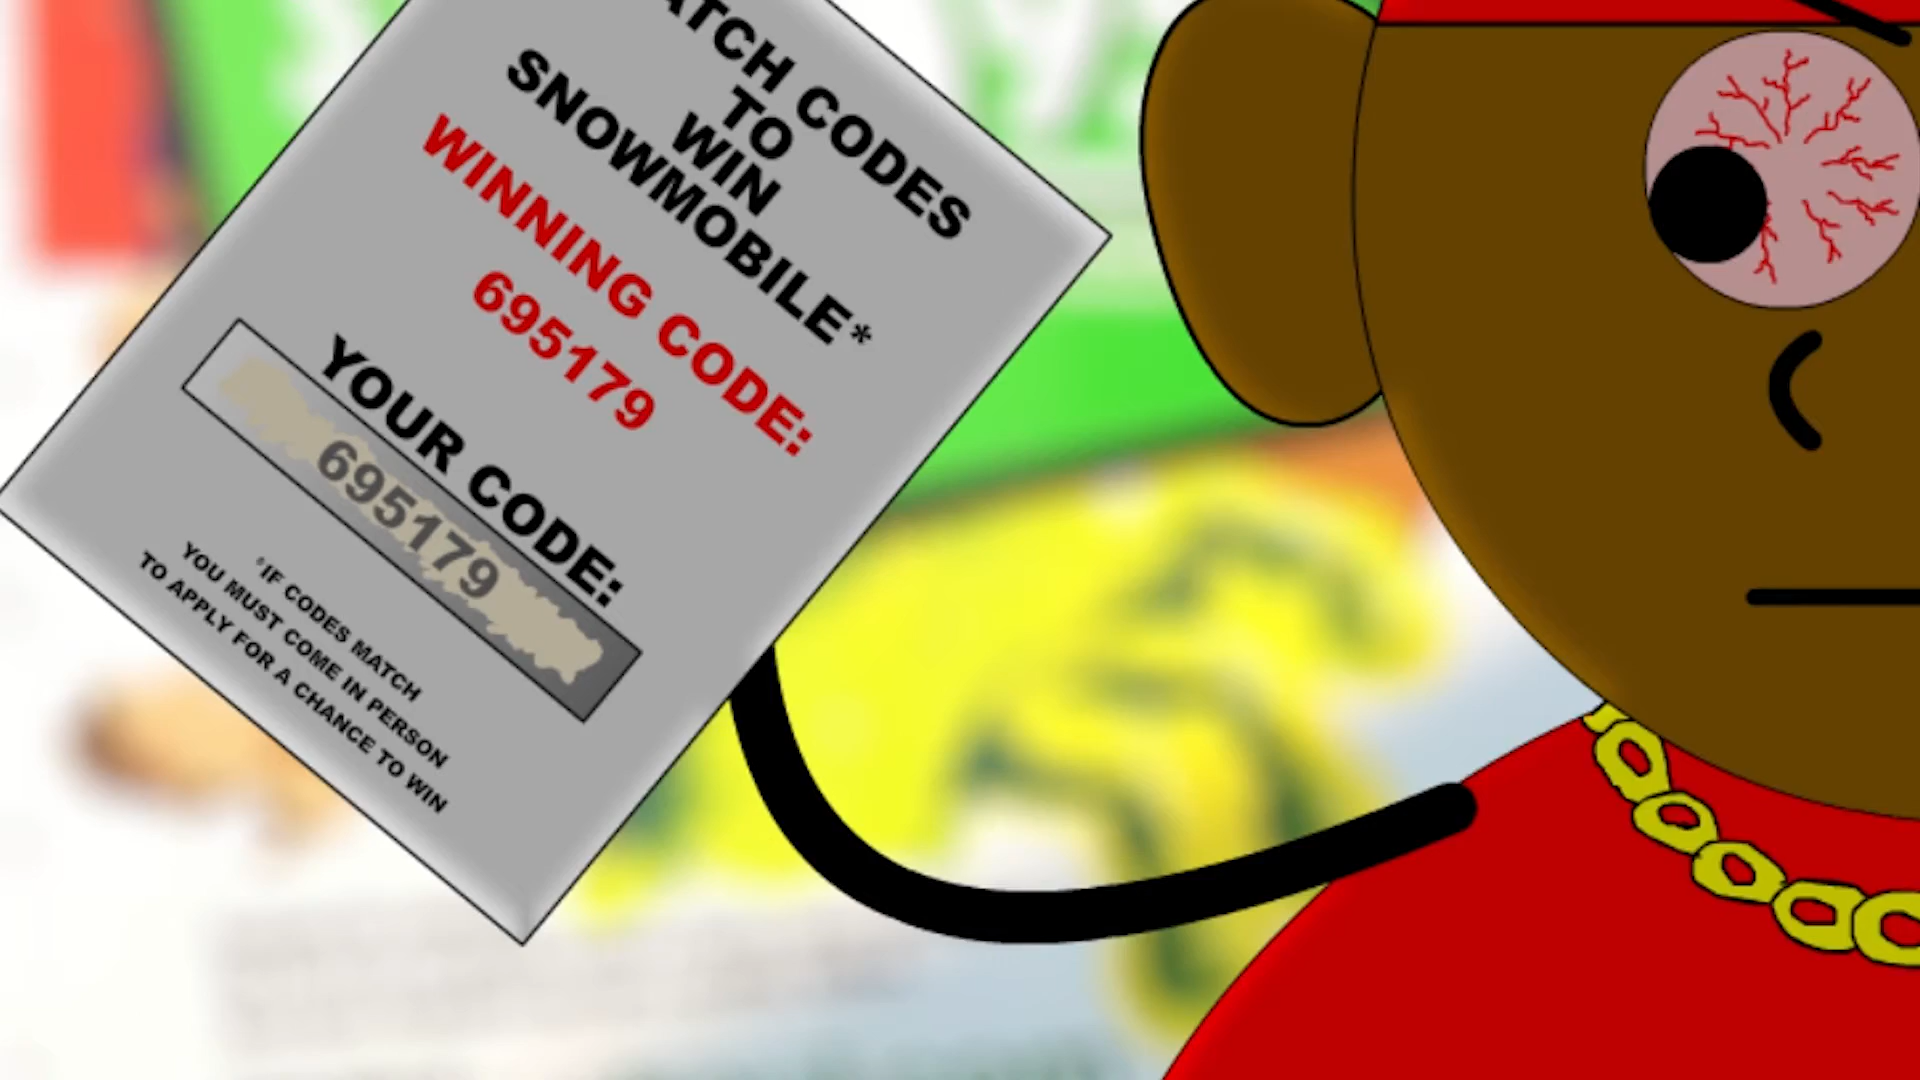 ATCH CODES
TO
WIN
SNOWMOBILE*
WINNING CODE:
695179
YOUR CODE:
695179
*IF CODES MATCH
YOU MUST COME IN PERSON
TO APPLY FOR A CHANCE TO WIN